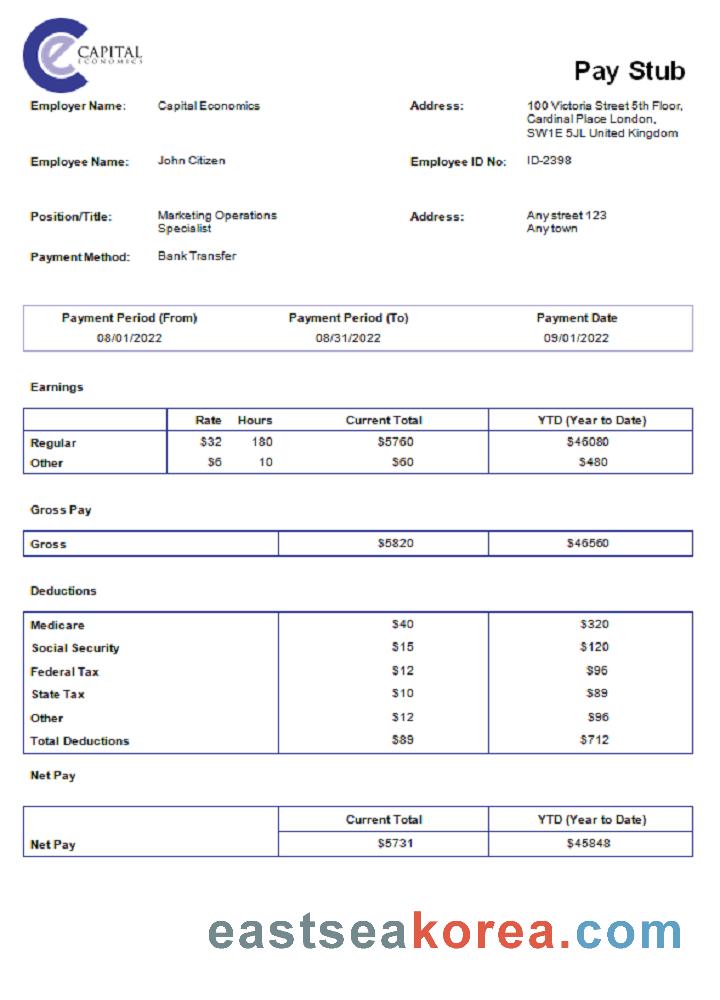 CAPITAL
ECONOMICS
Pay Stub
Employer Name: Capital Economics Address: 100 Victoria Street 5th Floor,
Cardinal Place London,
SW1E 5JL United Kingdom
Employee Name: John Citizen Employee ID No: ID-2398
Position/Title: Marketing Operations Address: Any street 123
Specialist Any town
Payment Method: Bank Transfer
Payment Period (From) Payment Period (To) Payment Date
08/01/2022 08/31/2022 09/01/2022
Earnings
Rate Hours Current Total YTD (Year to Date)
Regular $32 180 $5760 $46080
Other $6 10 $60 $480
Gross Pay
Gross $5820 $46560
Deductions
Medicare $40 $320
Social Security $15 $120
Federal Tax $12 $96
State Tax $10 $89
Other $12 $96
Total Deductions $89 $712
Net Pay
Current Total YTD (Year to Date)
Net Pay $5731 $45848
eastseakorea.com